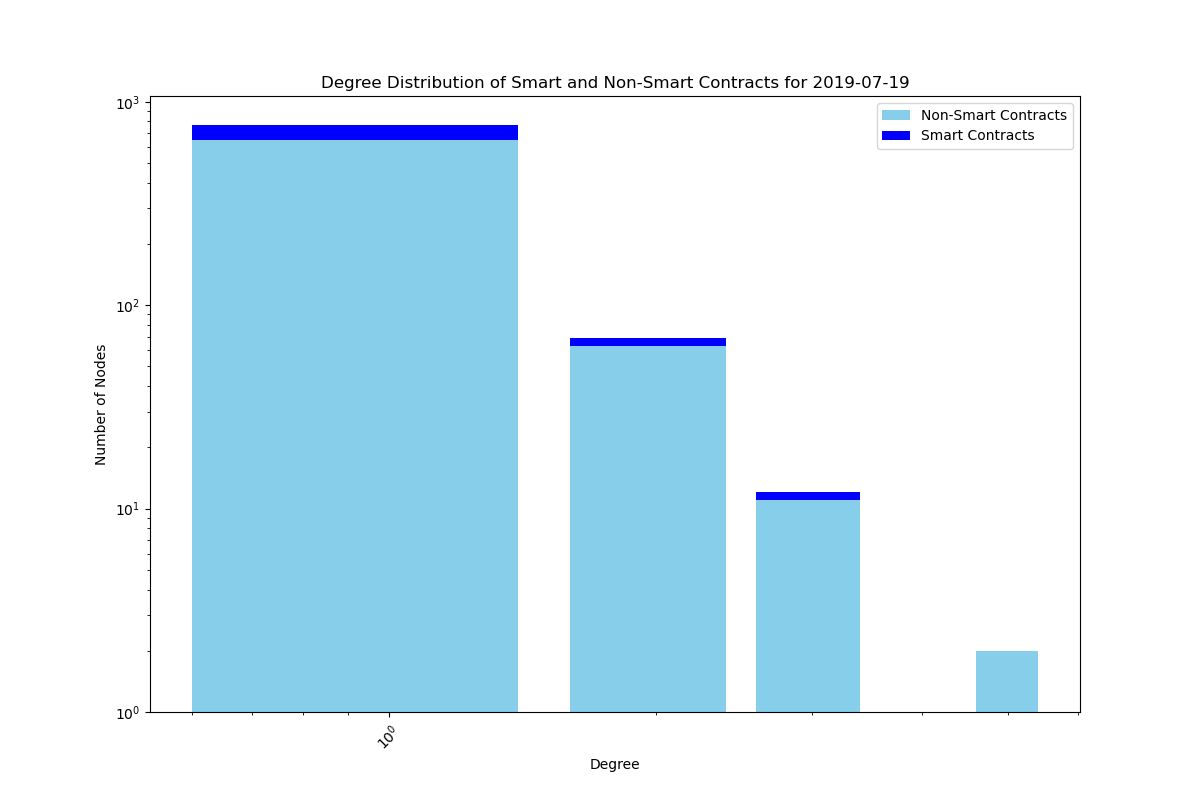 Degree Distribution of Smart and Non-Smart Contracts for 2019-07-19
Non-Smart Contracts
Smart Contracts
Number of Nodes
10³
10²
10¹
10⁰
10⁰
Degree